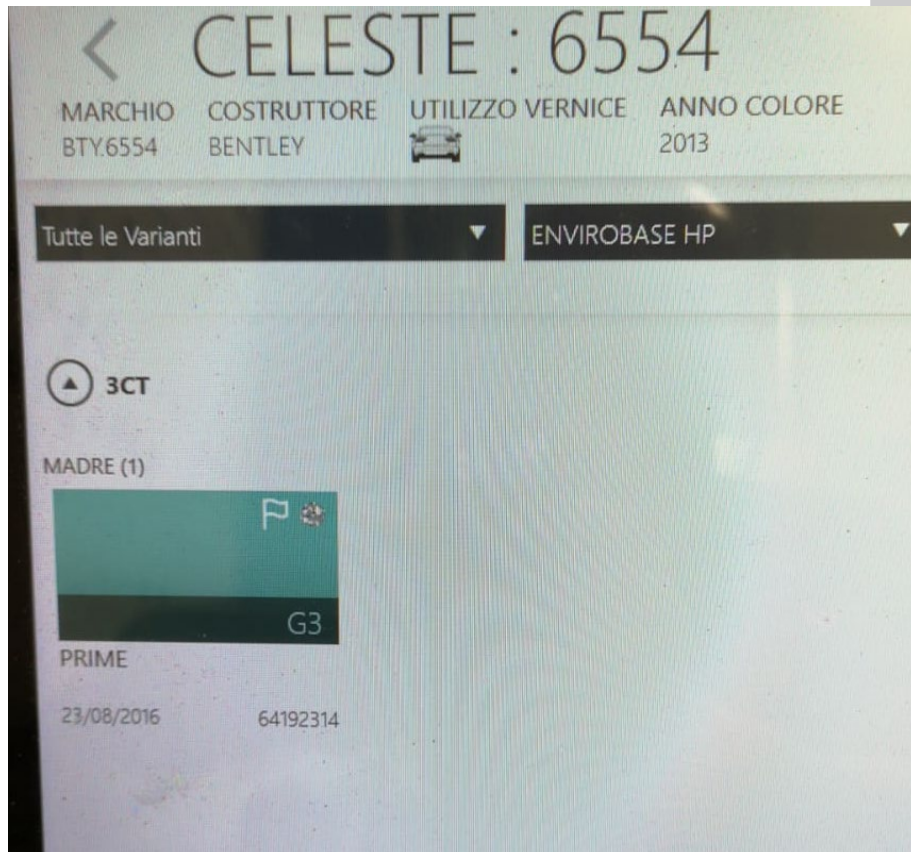 CELESTE : 6554
MARCHIO COSTRUTTORE UTILIZZO VERNICE ANNO COLORE
BTY.6554 BENTLEY 2013
Tutte le Varianti ENVIROBASE HP
3CT
MADRE (1)
G3
PRIME
23/08/2016 64192314